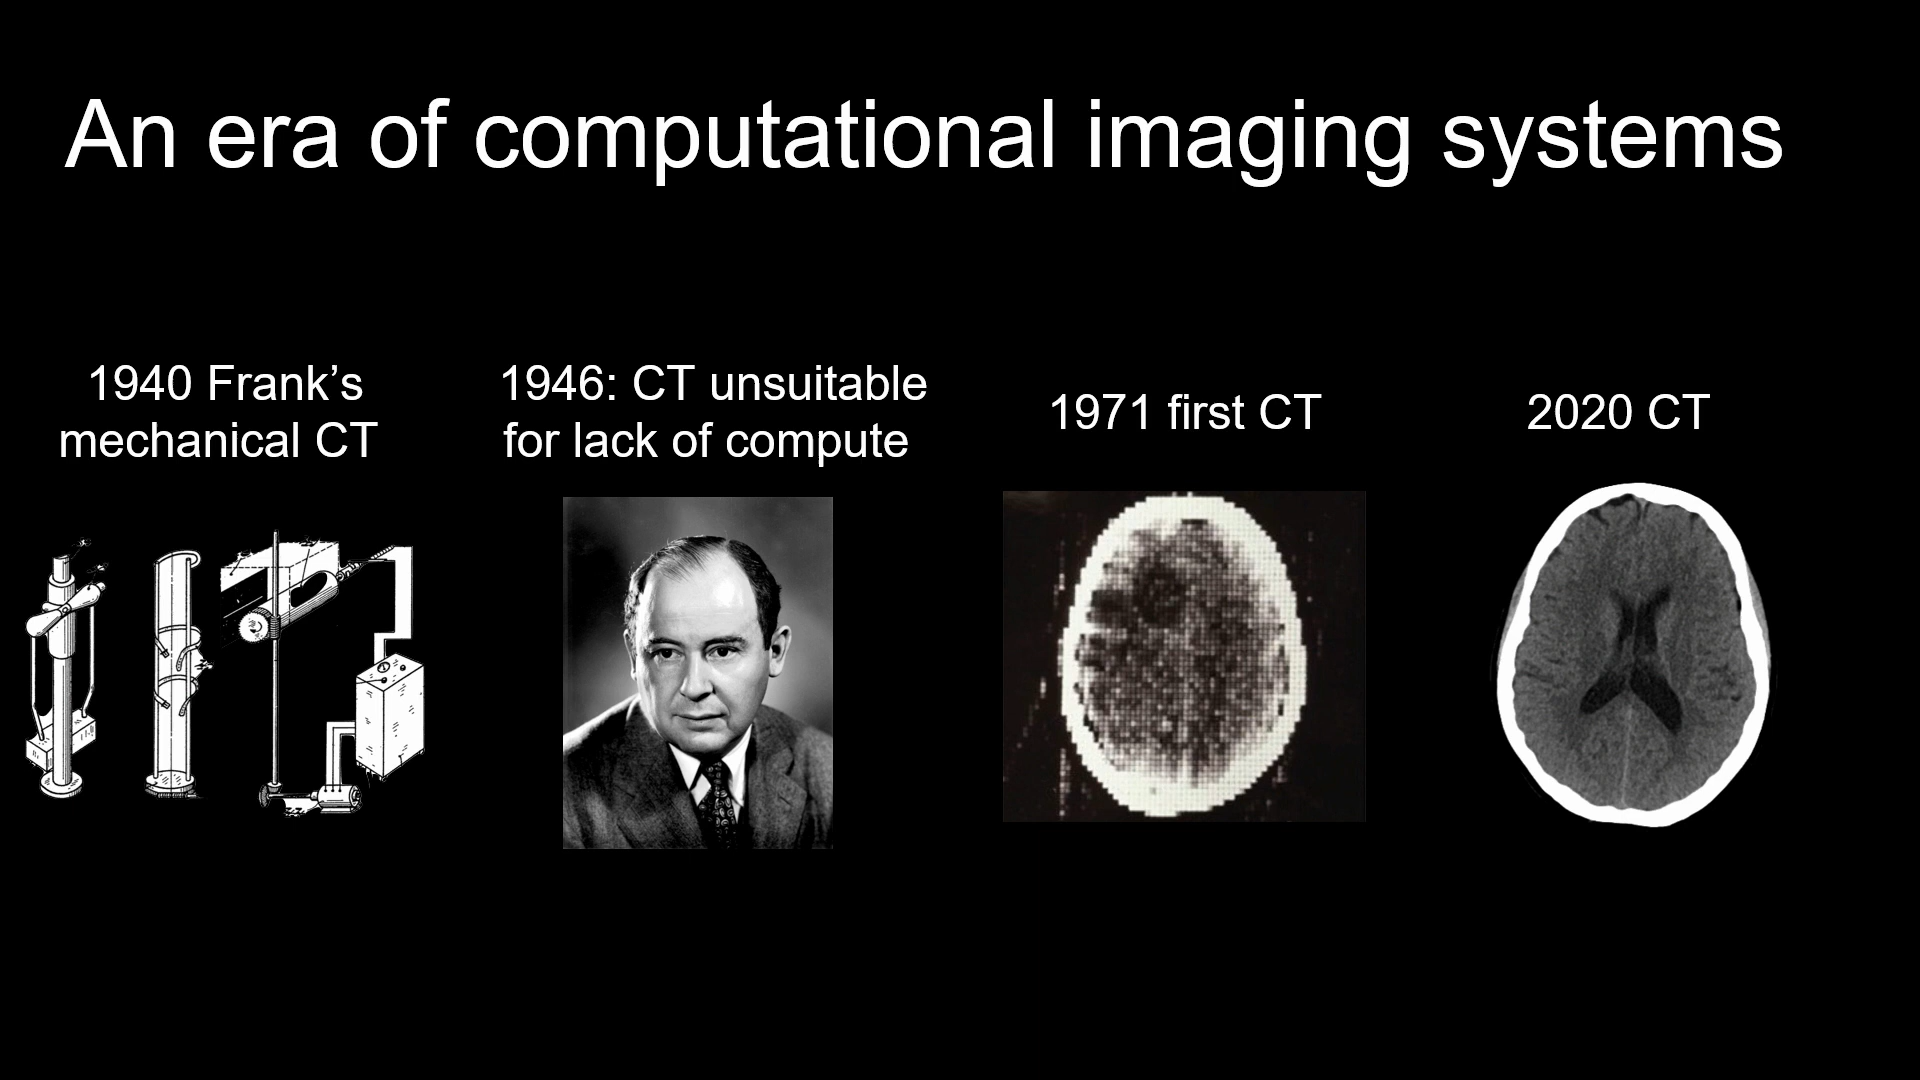 An era of computational imaging systems
1940 Frank’s
mechanical CT
1946: CT unsuitable
for lack of compute
1971 first CT
2020 CT